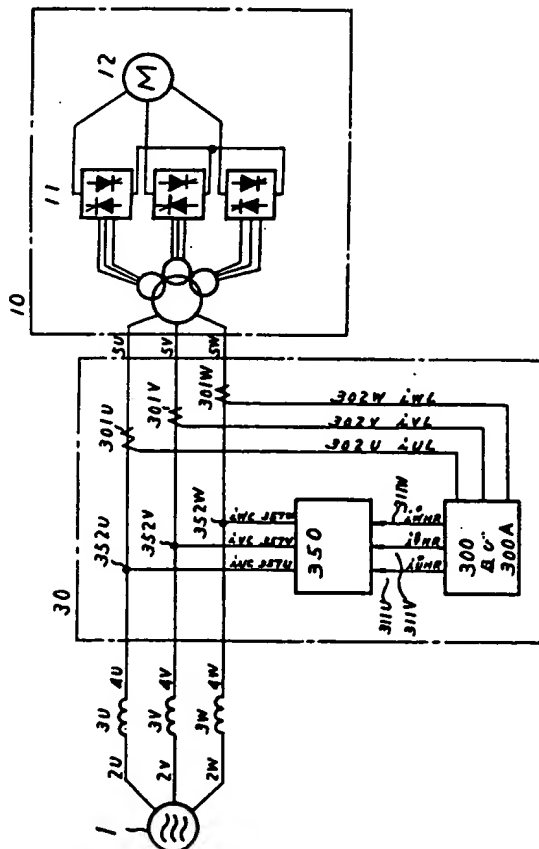 10
11
12
M
5U
5V
5W
30
301U
301V
301W
302W iWL
302V iVL
302U iUL
352U
352V
352W
350
311W
311V
311U
300
300A
3U 4U
3V 4V
3W 4W
2U
2V
2W
1